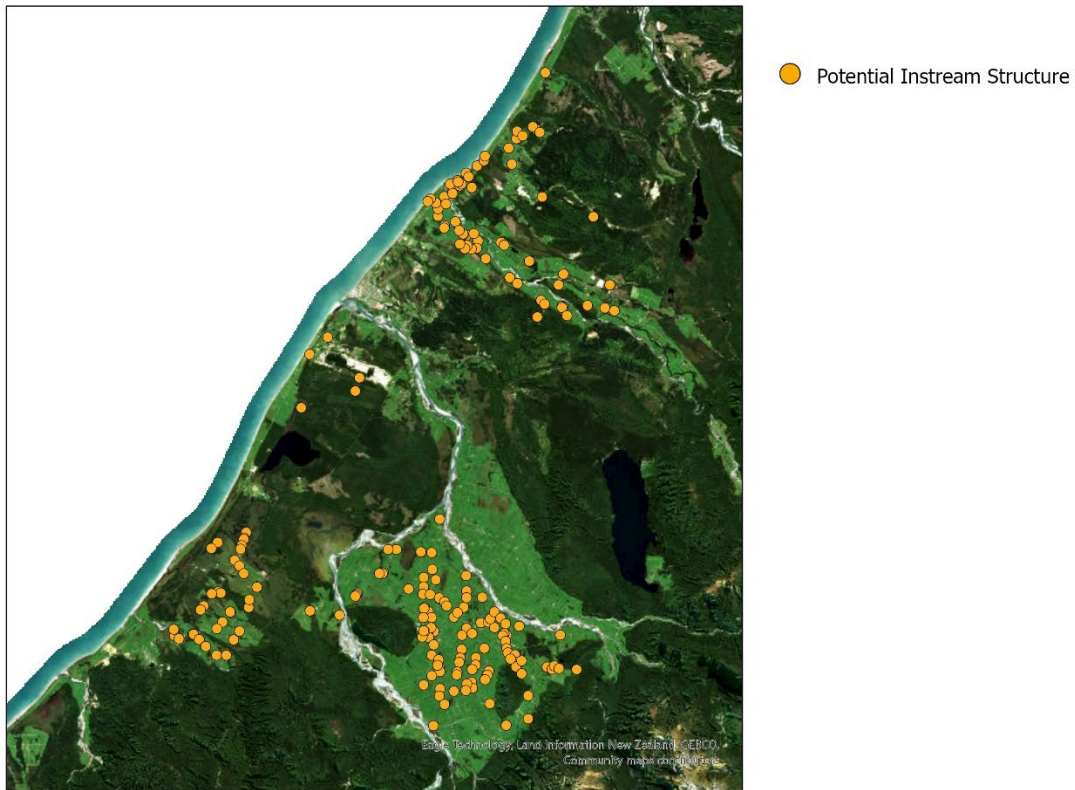 Potential Instream Structure
Eagle Technology, Land Information New Zealand, GEBCO,
Community maps contributors